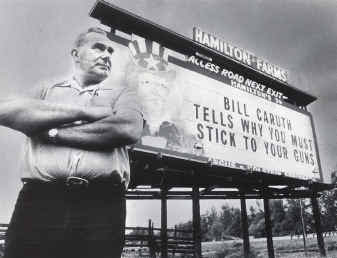 HAMILTON FARMS
ACCESS ROAD NEXT EXIT
BILL CARUTH
TELLS WHY YOU MUST
STICK TO YOUR GUNS